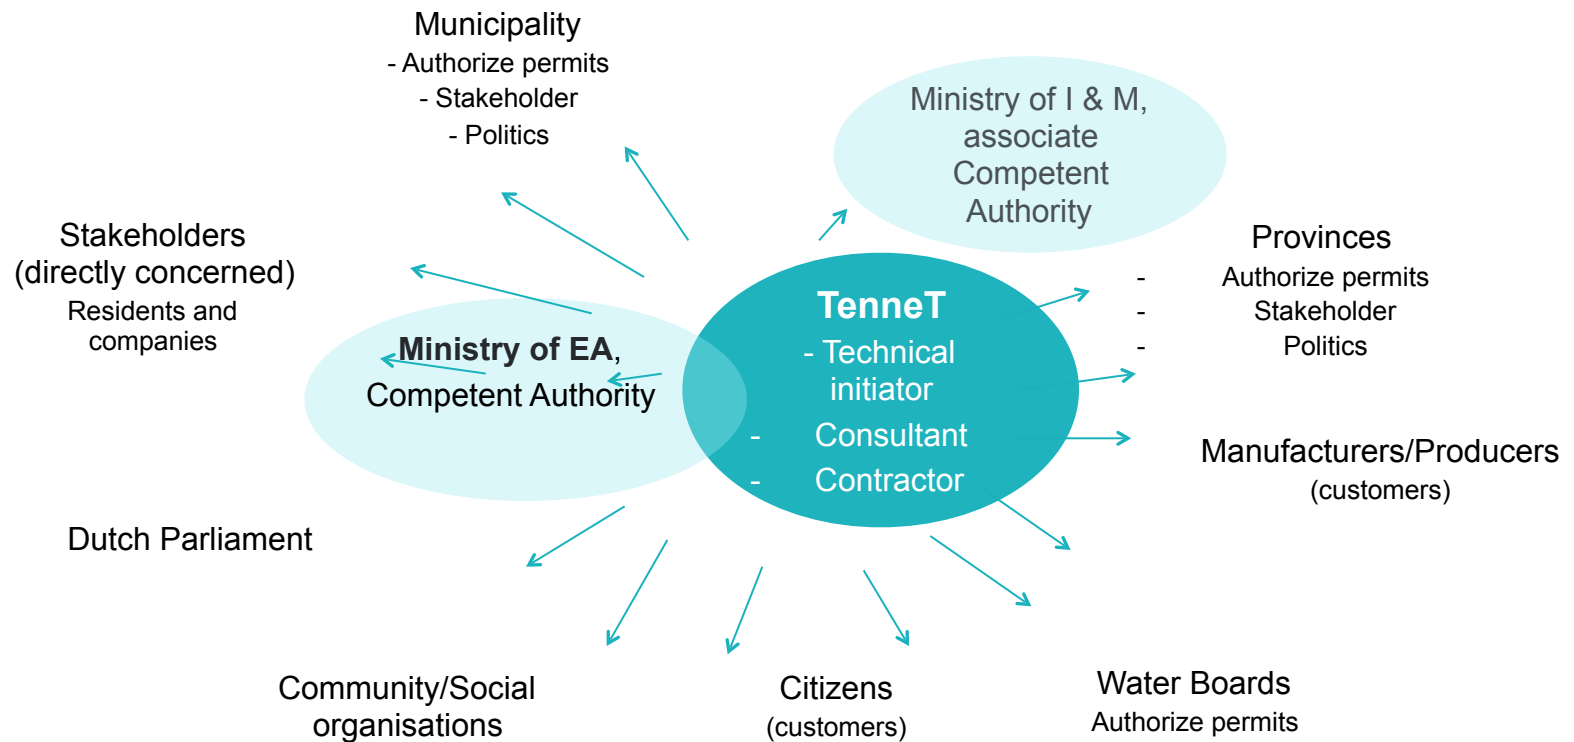 Municipality
- Authorize permits
- Stakeholder
- Politics
Ministry of I & M,
associate
Competent
Authority
Stakeholders
(directly concerned)
Residents and
companies
Provinces
- Authorize permits
- Stakeholder
- Politics
TenneT
- Technical
initiator
- Consultant
- Contractor
Ministry of EA,
Competent Authority
Manufacturers/Producers
(customers)
Dutch Parliament
Community/Social
organisations
Citizens
(customers)
Water Boards
Authorize permits